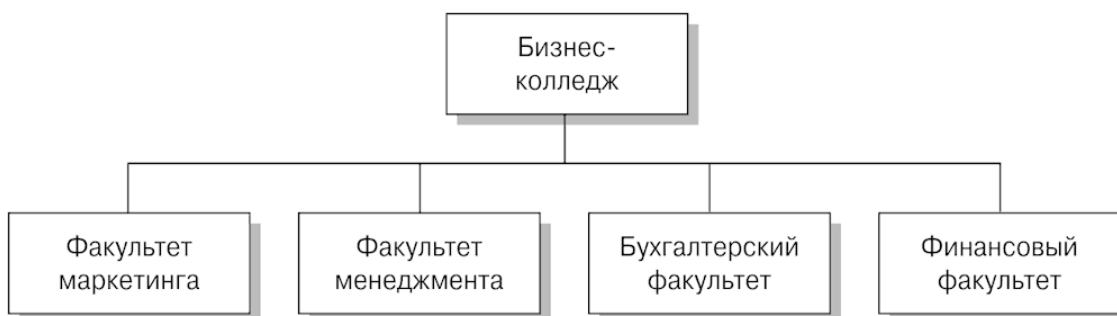 Бизнес-
колледж
Факультет
маркетинга
Факультет
менеджмента
Бухгалтерский
факультет
Финансовый
факультет